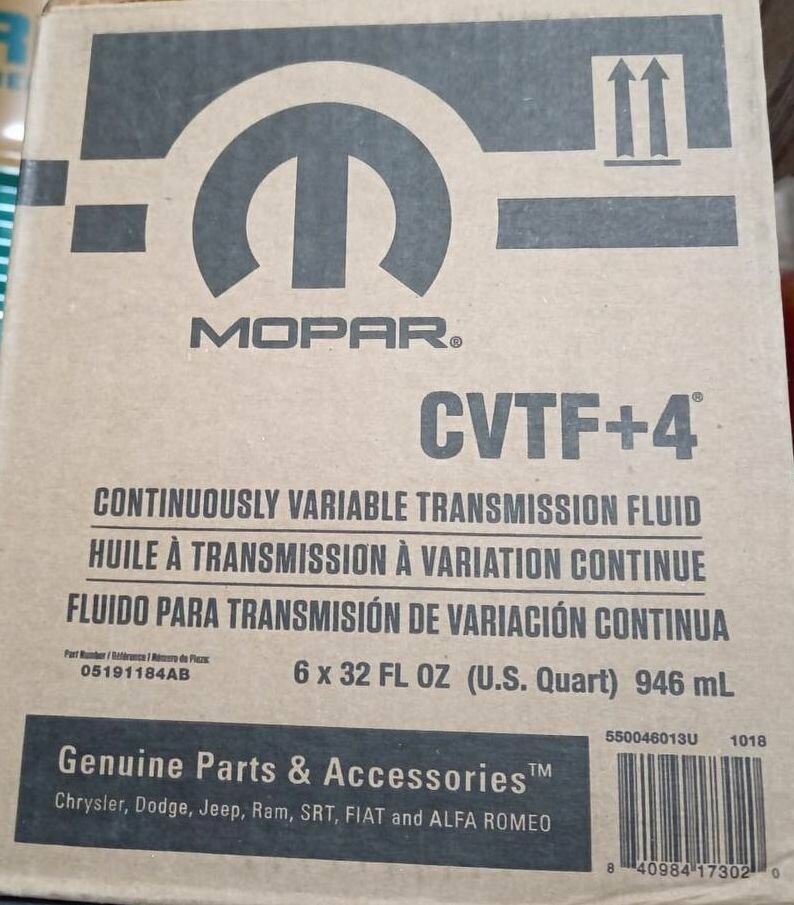 MOPAR®
CVTF+4®
CONTINUOUSLY VARIABLE TRANSMISSION FLUID
HUILE À TRANSMISSION À VARIATION CONTINUE
FLUIDO PARA TRANSMISIÓN DE VARIACIÓN CONTINUA
Part Number / Référence / Número de Pieza:
05191184AB
6 x 32 FL OZ (U.S. Quart) 946 mL
550046013U 1018
Genuine Parts & Accessories™
Chrysler, Dodge, Jeep, Ram, SRT, FIAT and ALFA ROMEO
8 40984 17302 0